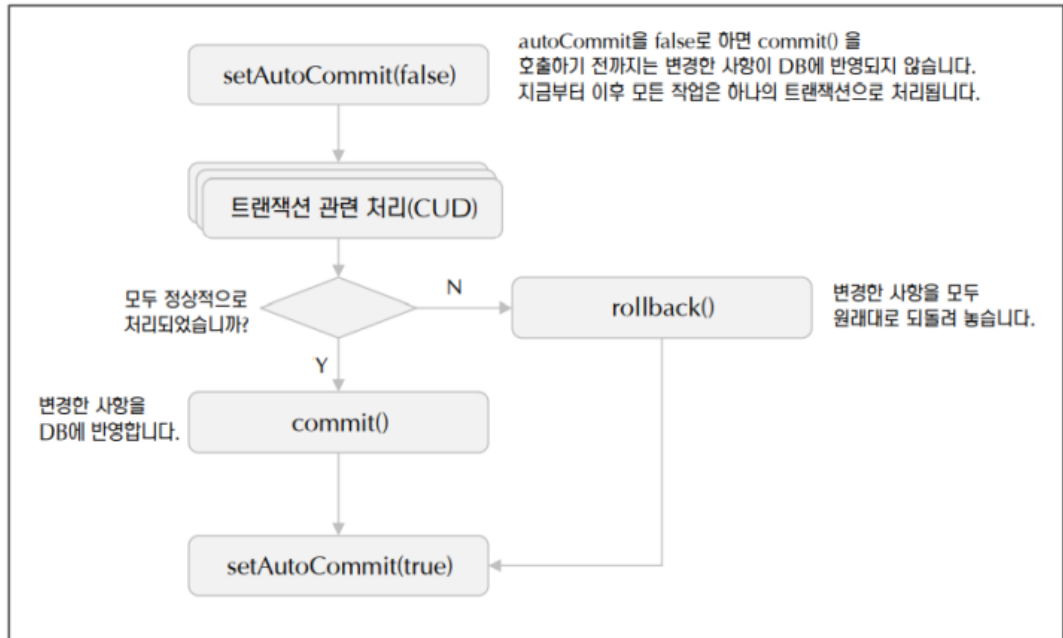 setAutoCommit(false)
autoCommit을 false로 하면 commit() 을
호출하기 전까지는 변경한 사항이 DB에 반영되지 않습니다.
지금부터 이후 모든 작업은 하나의 트랜잭션으로 처리됩니다.
트랜잭션 관련 처리(CUD)
모두 정상적으로
처리되었습니까?
N
rollback()
변경한 사항을 모두
원래대로 되돌려 놓습니다.
Y
변경한 사항을
DB에 반영합니다.
commit()
setAutoCommit(true)